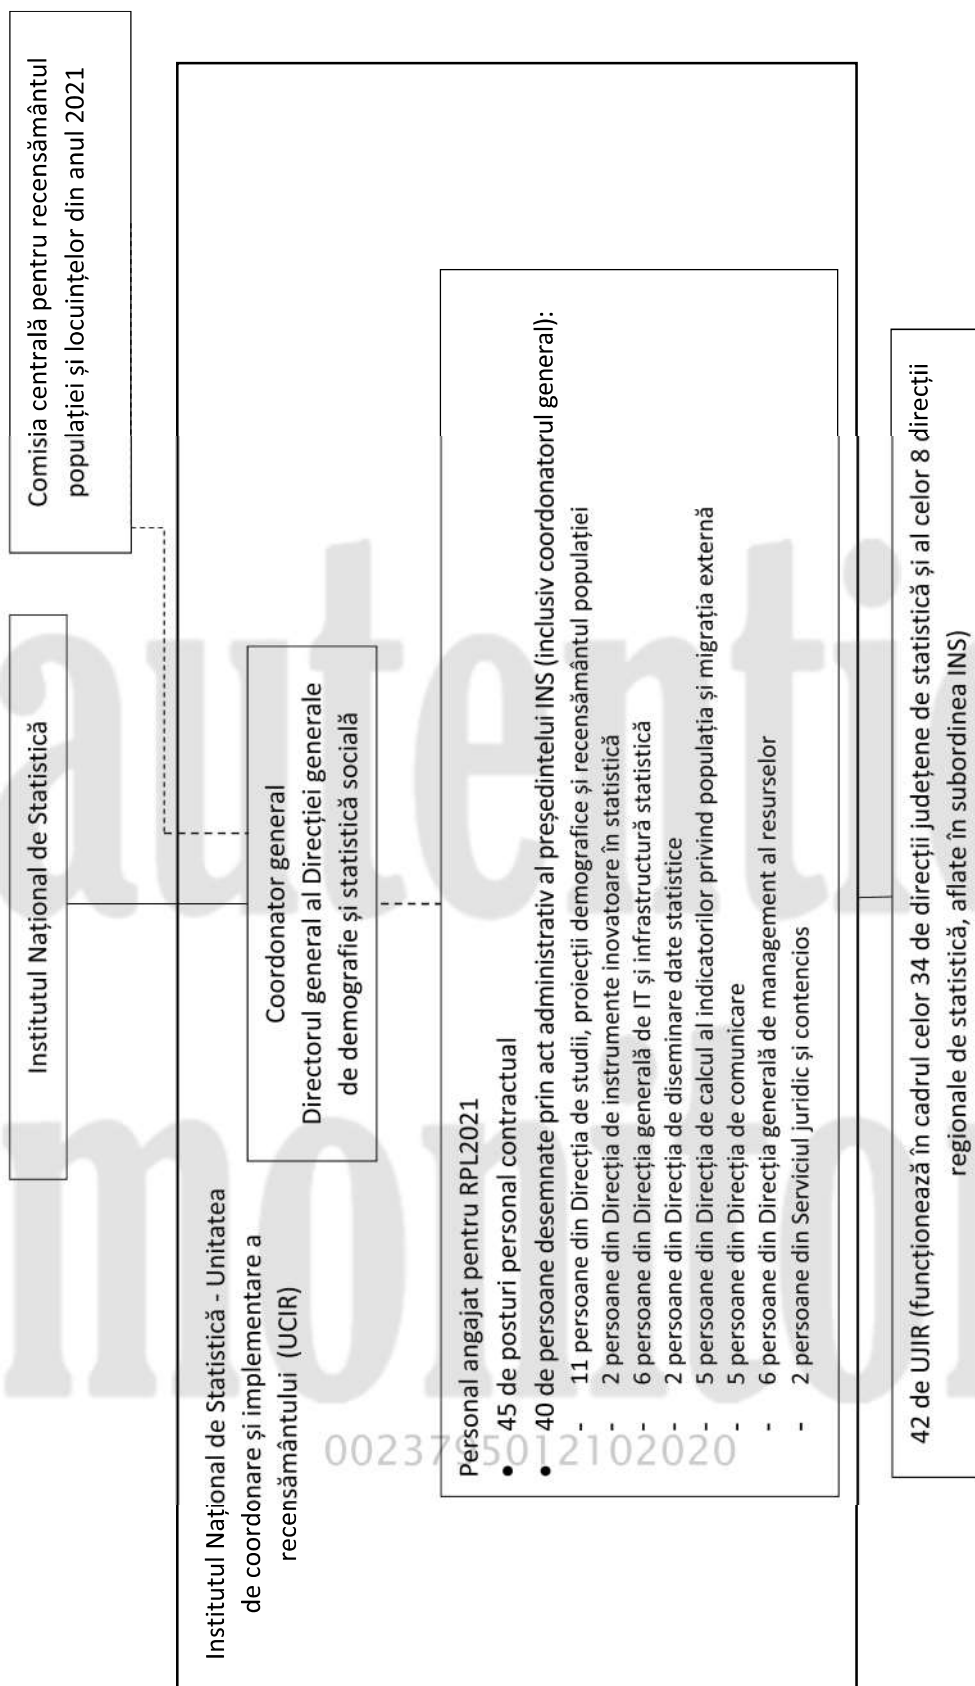 Institutul Național de Statistică
Comisia centrală pentru recensământul
populației și locuințelor din anul 2021
Institutul Național de Statistică - Unitatea
de coordonare și implementare a
recensământului (UCIR)
Coordonator general
Directorul general al Direcției generale
de demografie și statistică socială
Personal angajat pentru RPL2021
• 45 de posturi personal contractual
• 40 de persoane desemnate prin act administrativ al președintelui INS (inclusiv coordonatorul general):
- 11 persoane din Direcția de studii, proiecții demografice și recensământul populației
- 2 persoane din Direcția de instrumente inovatoare în statistică
- 6 persoane din Direcția generală de IT și infrastructură statistică
- 2 persoane din Direcția de diseminare date statistice
- 5 persoane din Direcția de calcul al indicatorilor privind populația și migrația externă
- 5 persoane din Direcția de comunicare
- 6 persoane din Direcția generală de management al resurselor
- 2 persoane din Serviciul juridic și contencios
42 de UJIR (funcționează în cadrul celor 34 de direcții județene de statistică și al celor 8 direcții
regionale de statistică, aflate în subordinea INS)
autentic
monitor
0023795012102020